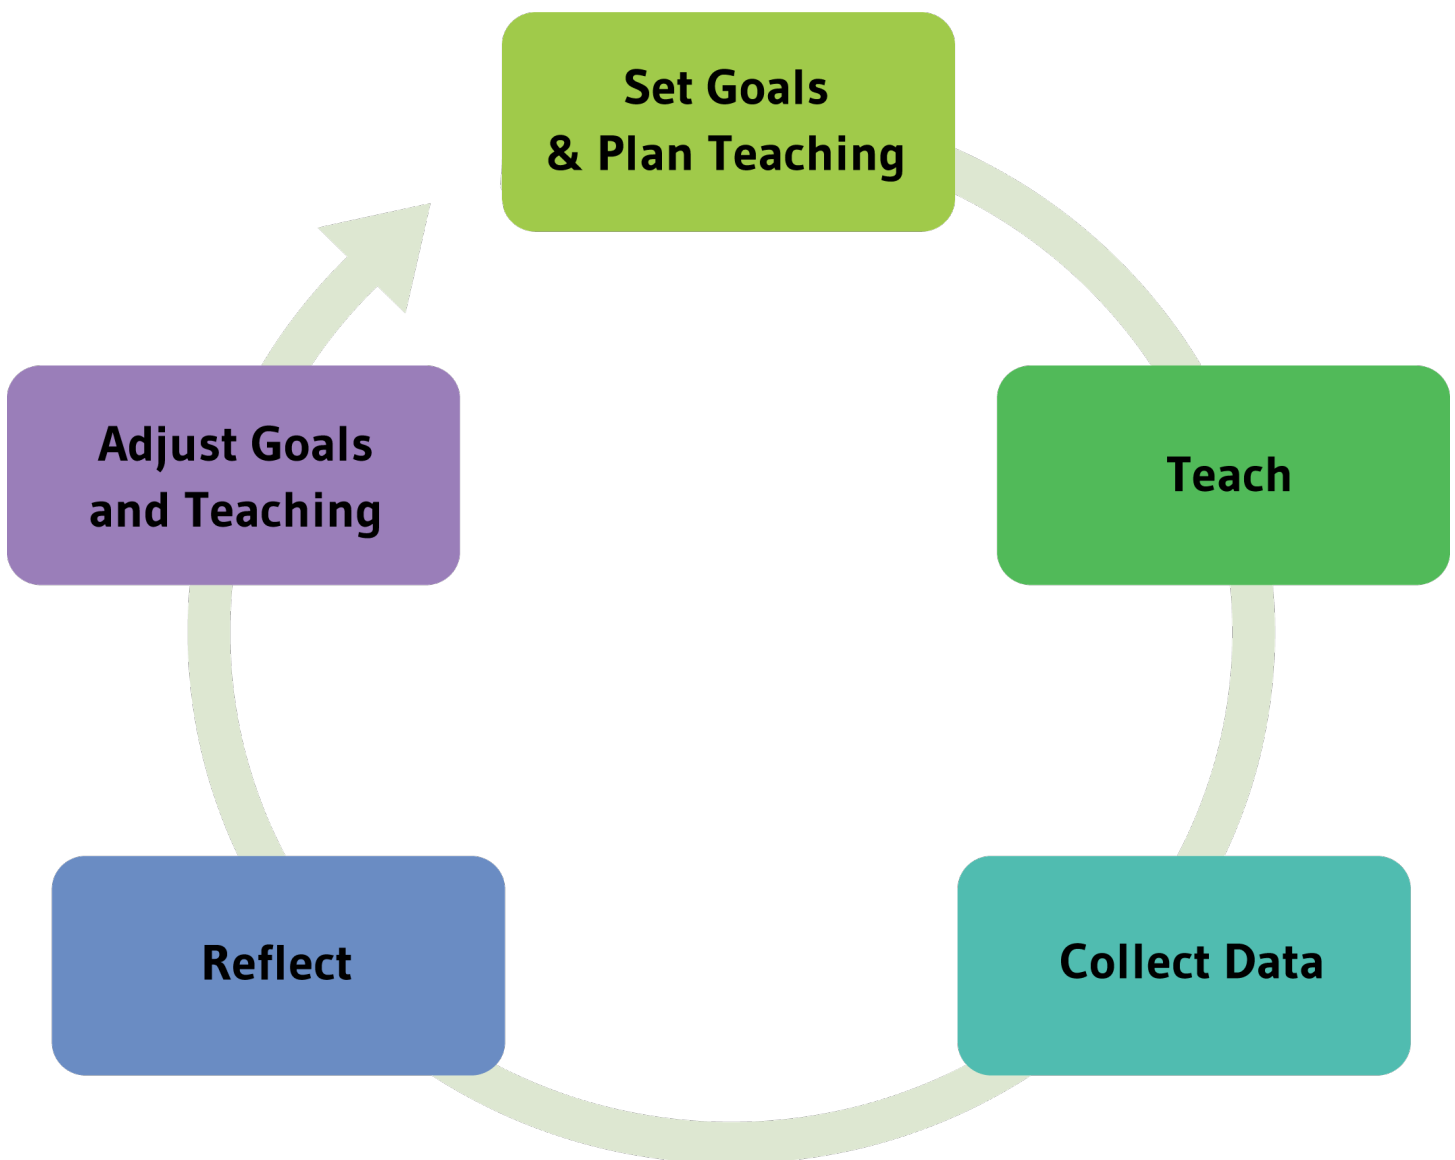 Set Goals
& Plan Teaching
Teach
Collect Data
Reflect
Adjust Goals
and Teaching